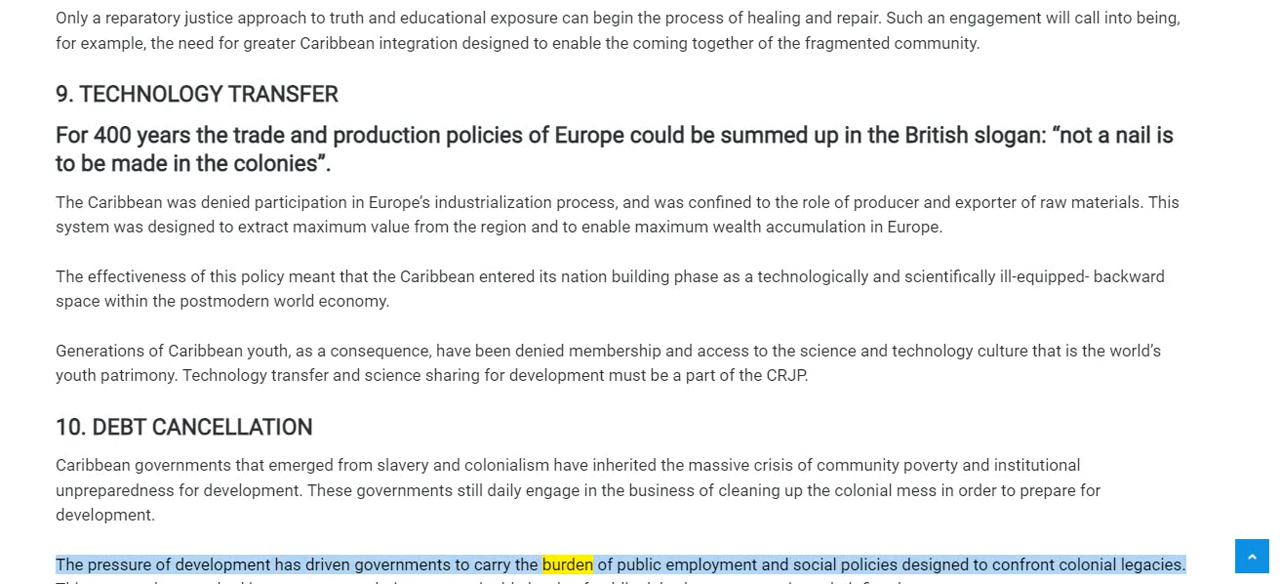 Only a reparatory justice approach to truth and educational exposure can begin the process of healing and repair. Such an engagement will call into being,
for example, the need for greater Caribbean integration designed to enable the coming together of the fragmented community.
9. TECHNOLOGY TRANSFER
For 400 years the trade and production policies of Europe could be summed up in the British slogan: “not a nail is
to be made in the colonies”.
The Caribbean was denied participation in Europe’s industrialization process, and was confined to the role of producer and exporter of raw materials. This
system was designed to extract maximum value from the region and to enable maximum wealth accumulation in Europe.
The effectiveness of this policy meant that the Caribbean entered its nation building phase as a technologically and scientifically ill-equipped- backward
space within the postmodern world economy.
Generations of Caribbean youth, as a consequence, have been denied membership and access to the science and technology culture that is the world’s
youth patrimony. Technology transfer and science sharing for development must be a part of the CRJP.
10. DEBT CANCELLATION
Caribbean governments that emerged from slavery and colonialism have inherited the massive crisis of community poverty and institutional
unpreparedness for development. These governments still daily engage in the business of cleaning up the colonial mess in order to prepare for
development.
The pressure of development has driven governments to carry the burden of public employment and social policies designed to confront colonial legacies.